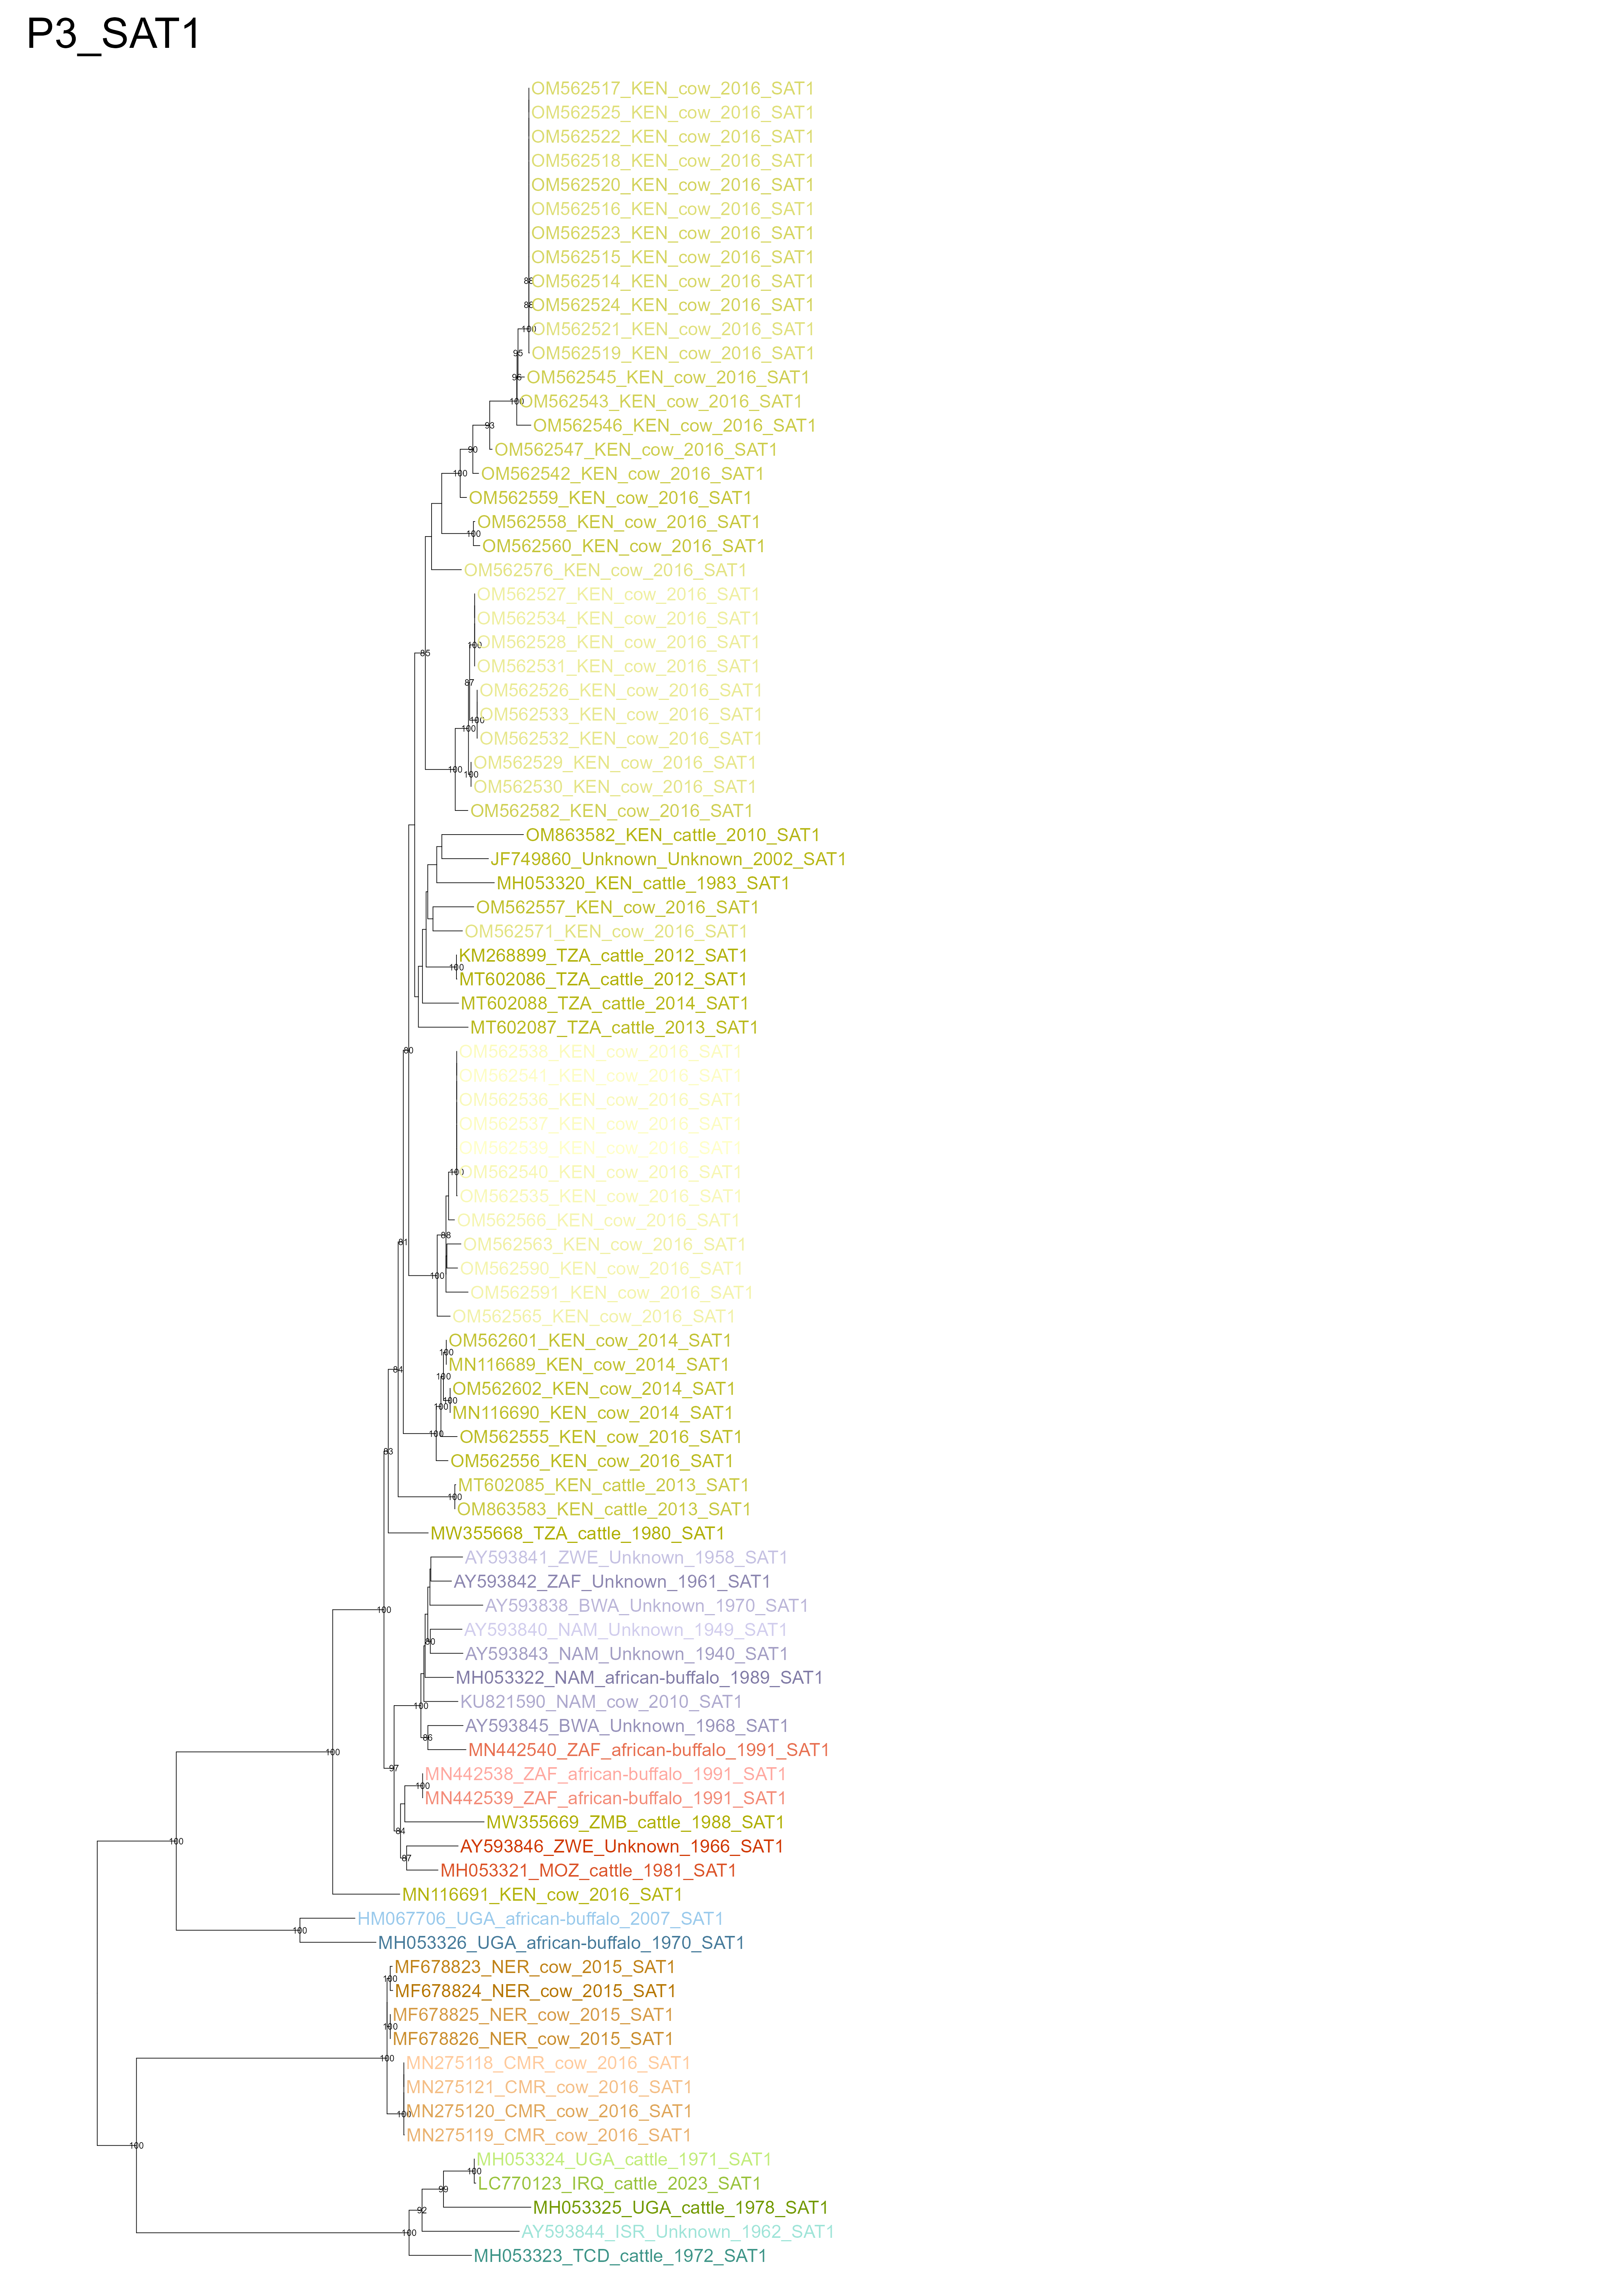 P3_SAT1
OM562517_KEN_cow_2016_SAT1
OM562525_KEN_cow_2016_SAT1
OM562522_KEN_cow_2016_SAT1
OM562518_KEN_cow_2016_SAT1
OM562520_KEN_cow_2016_SAT1
OM562516_KEN_cow_2016_SAT1
OM562523_KEN_cow_2016_SAT1
OM562515_KEN_cow_2016_SAT1
88 OM562514_KEN_cow_2016_SAT1
88 OM562524_KEN_cow_2016_SAT1
100 OM562521_KEN_cow_2016_SAT1
95 OM562519_KEN_cow_2016_SAT1
96 OM562545_KEN_cow_2016_SAT1
100 OM562543_KEN_cow_2016_SAT1
93 OM562546_KEN_cow_2016_SAT1
90 OM562547_KEN_cow_2016_SAT1
100 OM562542_KEN_cow_2016_SAT1
OM562559_KEN_cow_2016_SAT1
OM562558_KEN_cow_2016_SAT1
100
OM562560_KEN_cow_2016_SAT1
OM562576_KEN_cow_2016_SAT1
OM562527_KEN_cow_2016_SAT1
OM562534_KEN_cow_2016_SAT1
100 OM562528_KEN_cow_2016_SAT1
85
OM562531_KEN_cow_2016_SAT1
87
OM562526_KEN_cow_2016_SAT1
100 OM562533_KEN_cow_2016_SAT1
100
OM562532_KEN_cow_2016_SAT1
OM562529_KEN_cow_2016_SAT1
100
100
OM562530_KEN_cow_2016_SAT1
OM562582_KEN_cow_2016_SAT1
OM863582_KEN_cattle_2010_SAT1
JF749860_Unknown_Unknown_2002_SAT1
MH053320_KEN_cattle_1983_SAT1
OM562557_KEN_cow_2016_SAT1
OM562571_KEN_cow_2016_SAT1
KM268899_TZA_cattle_2012_SAT1
100
MT602086_TZA_cattle_2012_SAT1
MT602088_TZA_cattle_2014_SAT1
MT602087_TZA_cattle_2013_SAT1
80 OM562538_KEN_cow_2016_SAT1
OM562541_KEN_cow_2016_SAT1
OM562536_KEN_cow_2016_SAT1
OM562537_KEN_cow_2016_SAT1
OM562539_KEN_cow_2016_SAT1
100 OM562540_KEN_cow_2016_SAT1
OM562535_KEN_cow_2016_SAT1
OM562566_KEN_cow_2016_SAT1
88
81 OM562563_KEN_cow_2016_SAT1
OM562590_KEN_cow_2016_SAT1
100
OM562591_KEN_cow_2016_SAT1
OM562565_KEN_cow_2016_SAT1
OM562601_KEN_cow_2014_SAT1
100
MN116689_KEN_cow_2014_SAT1
84
100
OM562602_KEN_cow_2014_SAT1
100
100
MN116690_KEN_cow_2014_SAT1
100 OM562555_KEN_cow_2016_SAT1
83
OM562556_KEN_cow_2016_SAT1
MT602085_KEN_cattle_2013_SAT1
100
OM863583_KEN_cattle_2013_SAT1
MW355668_TZA_cattle_1980_SAT1
AY593841_ZWE_Unknown_1958_SAT1
AY593842_ZAF_Unknown_1961_SAT1
100 AY593838_BWA_Unknown_1970_SAT1
AY593840_NAM_Unknown_1949_SAT1
80
AY593843_NAM_Unknown_1940_SAT1
MH053322_NAM_african-buffalo_1989_SAT1
100 KU821590_NAM_cow_2010_SAT1
AY593845_BWA_Unknown_1968_SAT1
86
100 MN442540_ZAF_african-buffalo_1991_SAT1
97 MN442538_ZAF_african-buffalo_1991_SAT1
100
MN442539_ZAF_african-buffalo_1991_SAT1
MW355669_ZMB_cattle_1988_SAT1
84
100 AY593846_ZWE_Unknown_1966_SAT1
87
MH053321_MOZ_cattle_1981_SAT1
MN116691_KEN_cow_2016_SAT1
HM067706_UGA_african-buffalo_2007_SAT1
100
MH053326_UGA_african-buffalo_1970_SAT1
MF678823_NER_cow_2015_SAT1
100
MF678824_NER_cow_2015_SAT1
MF678825_NER_cow_2015_SAT1
100
MF678826_NER_cow_2015_SAT1
100 MN275118_CMR_cow_2016_SAT1
MN275121_CMR_cow_2016_SAT1
100 MN275120_CMR_cow_2016_SAT1
MN275119_CMR_cow_2016_SAT1
100
MH053324_UGA_cattle_1971_SAT1
100
LC770123_IRQ_cattle_2023_SAT1
99
MH053325_UGA_cattle_1978_SAT1
92
AY593844_ISR_Unknown_1962_SAT1
100
MH053323_TCD_cattle_1972_SAT1